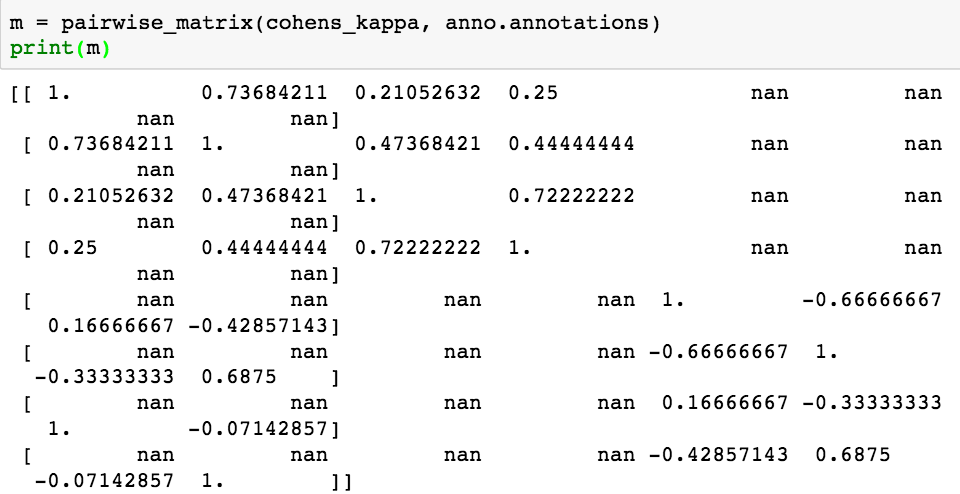 m = pairwise_matrix(cohens_kappa, anno.annotations)
print(m)
[[ 1.          0.73684211  0.21052632  0.25               nan         nan
          nan         nan]
 [ 0.73684211  1.          0.47368421  0.44444444         nan         nan
          nan         nan]
 [ 0.21052632  0.47368421  1.          0.72222222         nan         nan
          nan         nan]
 [ 0.25        0.44444444  0.72222222  1.                 nan         nan
          nan         nan]
 [        nan         nan         nan         nan  1.         -0.66666667
   0.16666667 -0.42857143]
 [        nan         nan         nan         nan -0.66666667  1.
  -0.33333333  0.6875    ]
 [        nan         nan         nan         nan  0.16666667 -0.33333333
   1.         -0.07142857]
 [        nan         nan         nan         nan -0.42857143  0.6875
  -0.07142857  1.        ]]